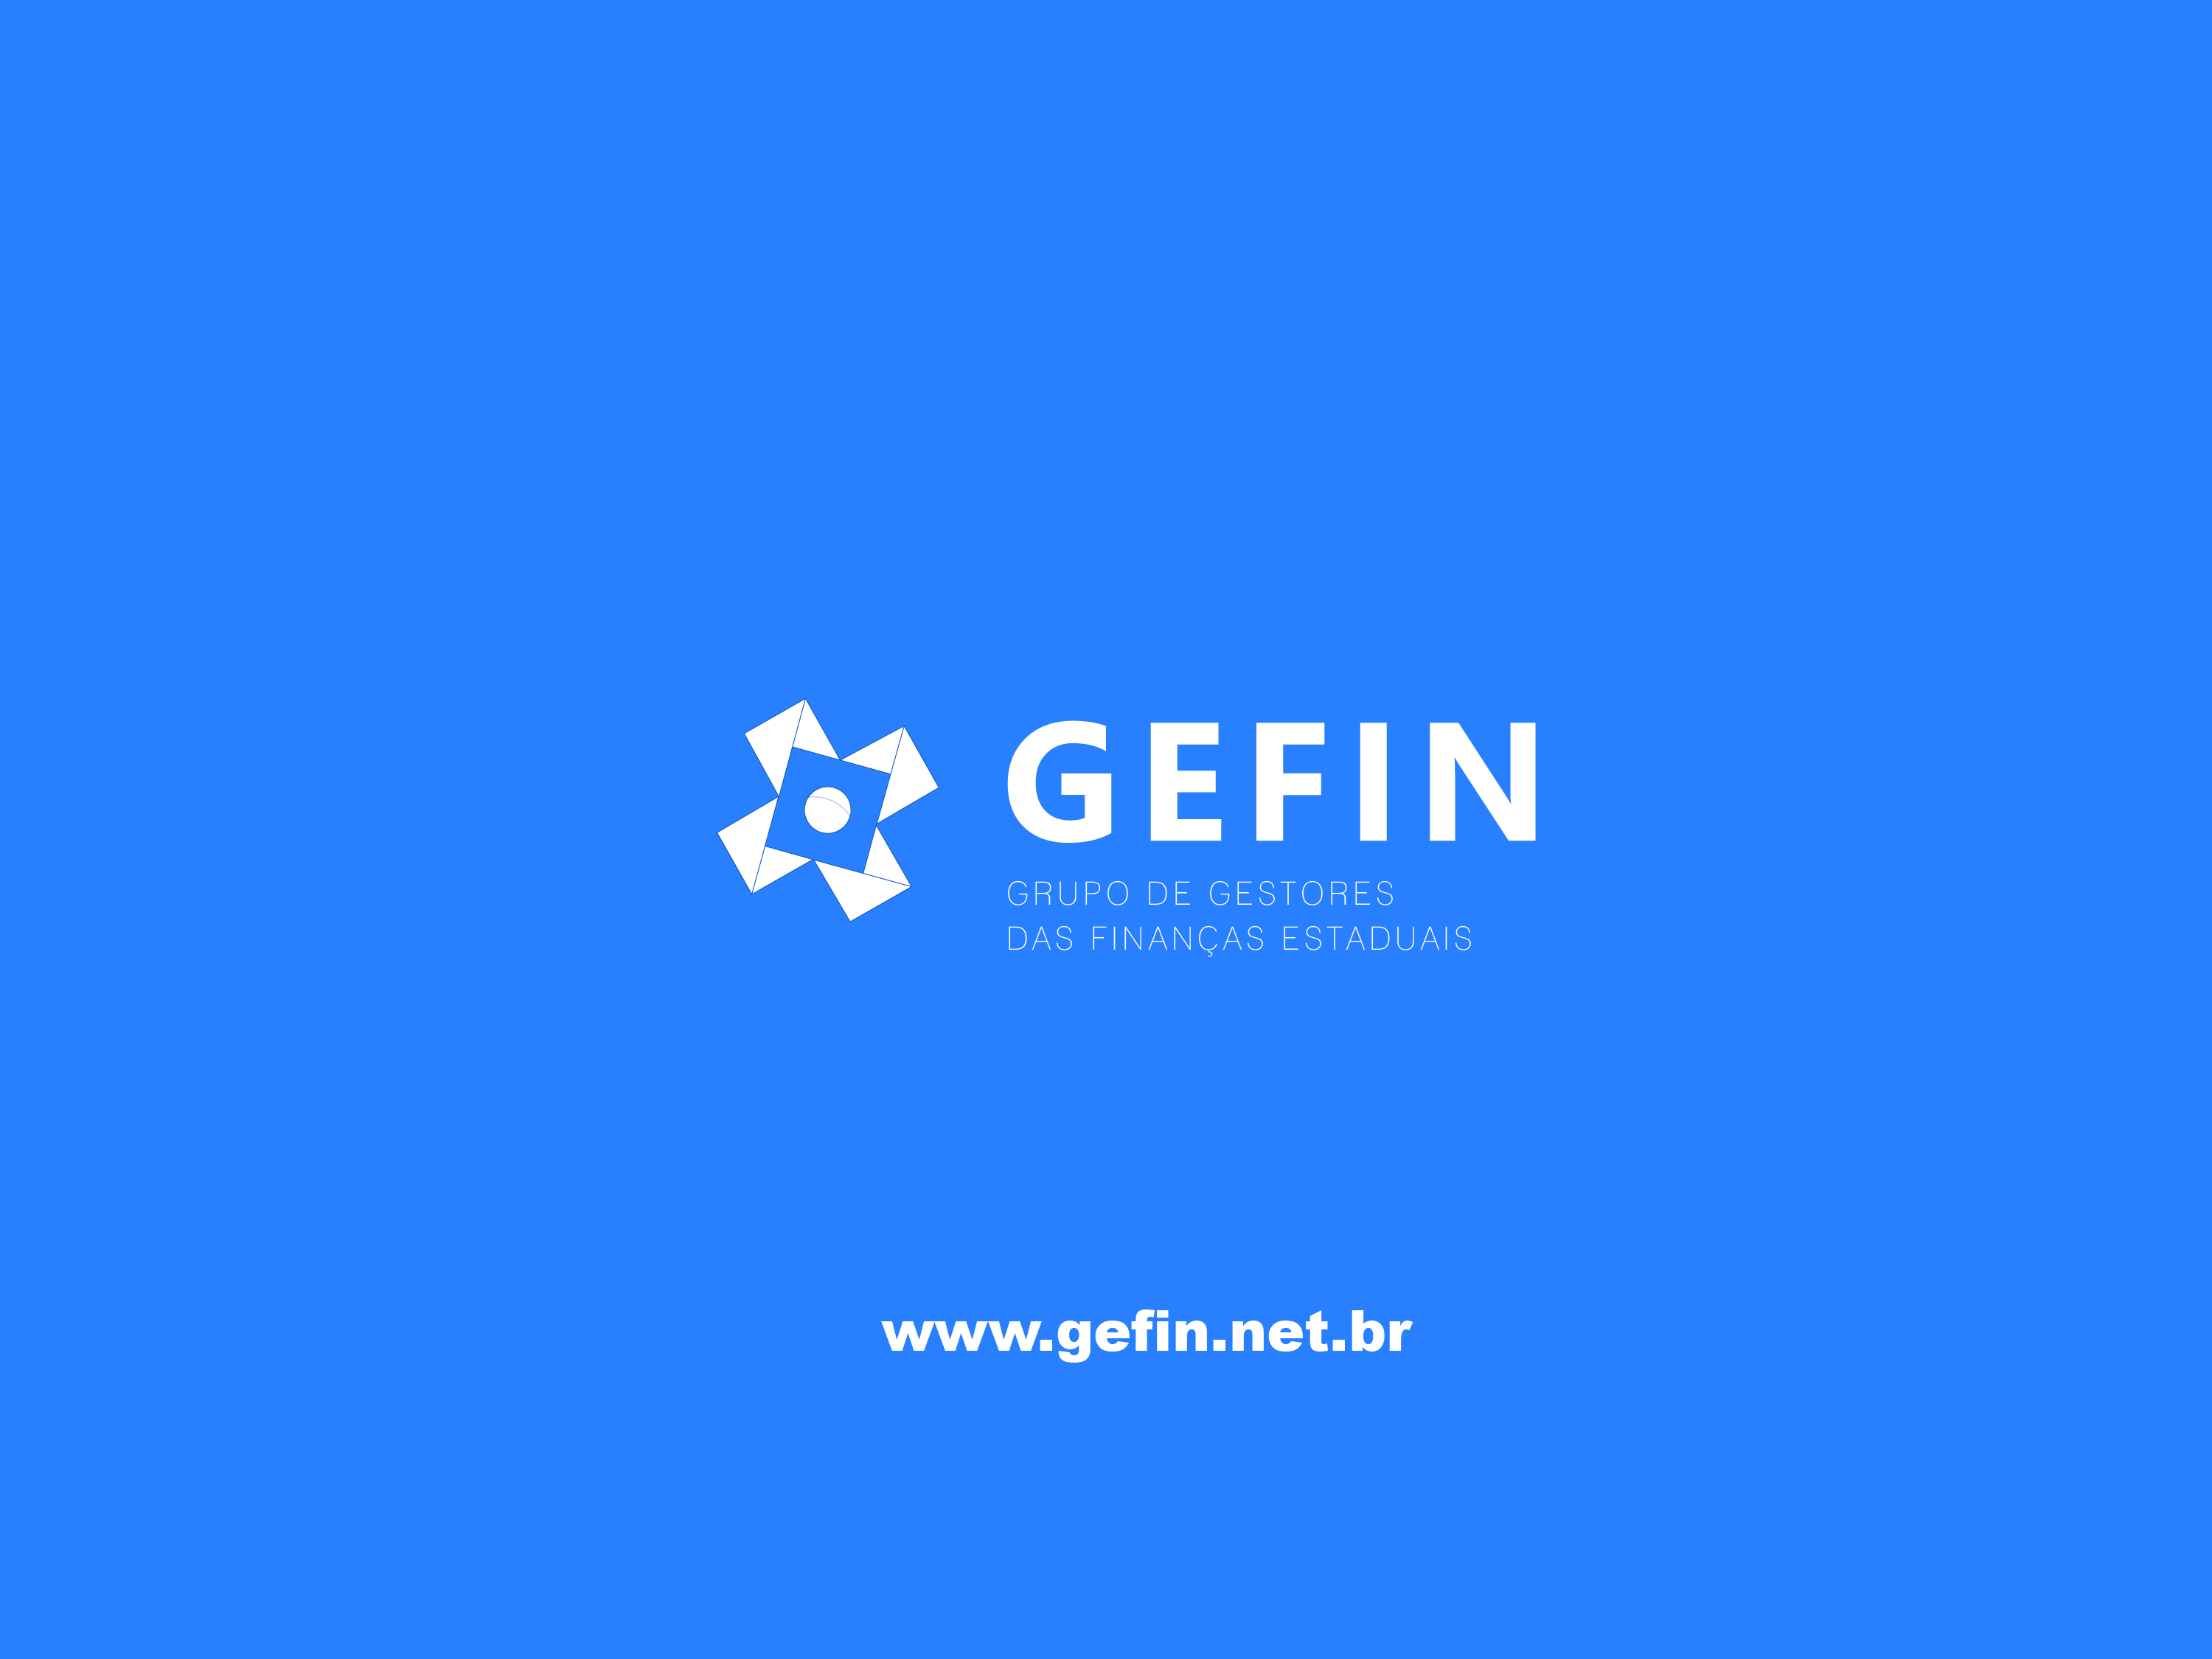 GEFIN
GRUPO DE GESTORES
DAS FINANÇAS ESTADUAIS
www.gefin.net.br